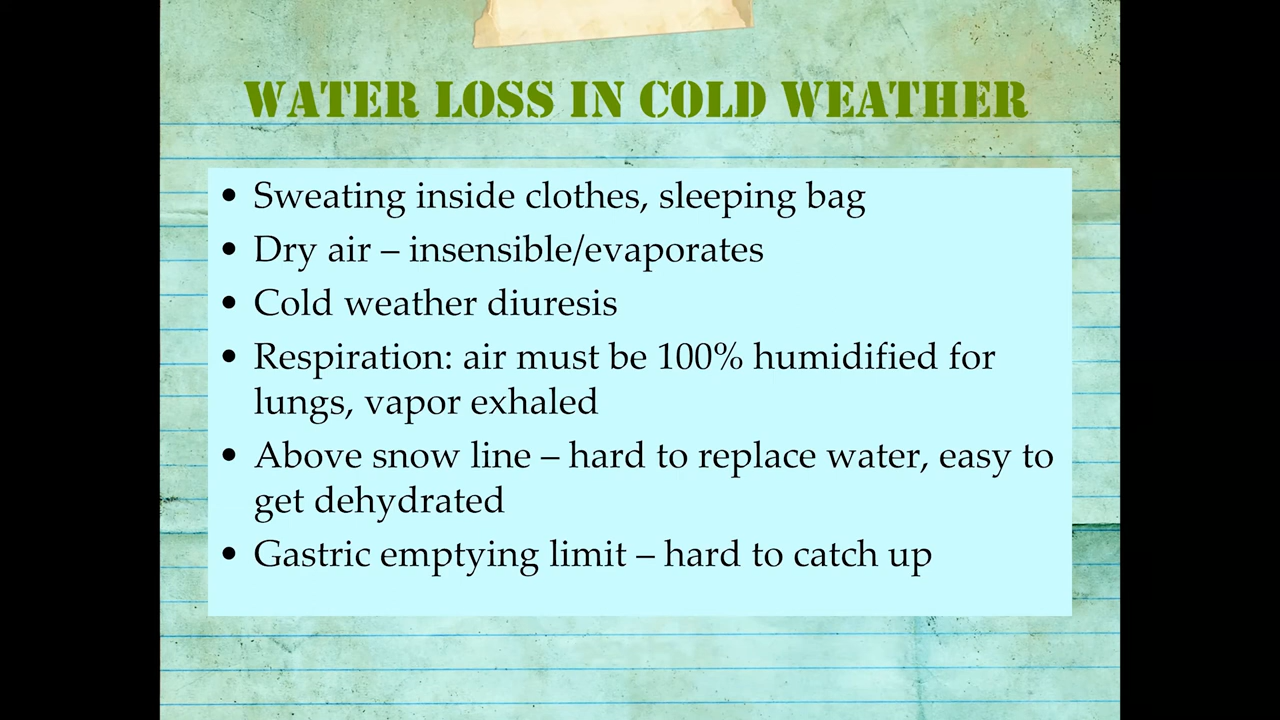 WATER LOSS IN COLD WEATHER
• Sweating inside clothes, sleeping bag
• Dry air – insensible/evaporates
• Cold weather diuresis
• Respiration: air must be 100% humidified for
lungs, vapor exhaled
• Above snow line – hard to replace water, easy to
get dehydrated
• Gastric emptying limit – hard to catch up